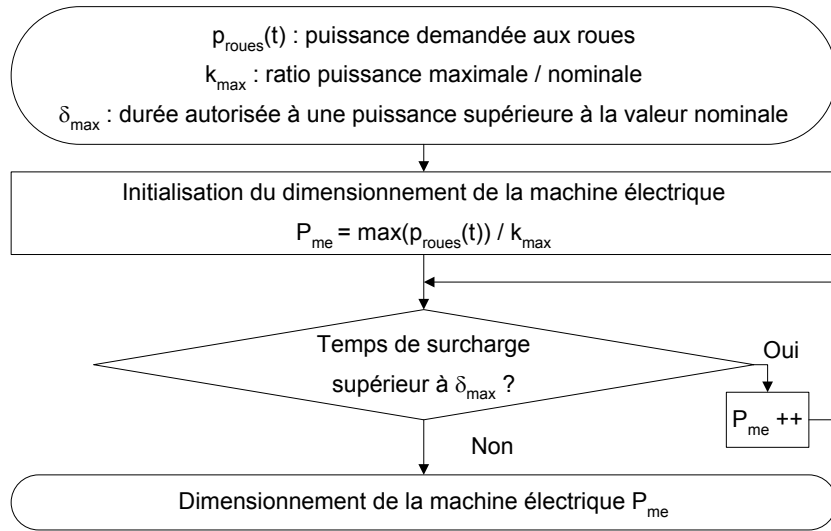 p_roues(t) : puissance demandée aux roues
k_max : ratio puissance maximale / nominale
δ_max : durée autorisée à une puissance supérieure à la valeur nominale
Initialisation du dimensionnement de la machine électrique
P_me = max(p_roues(t)) / k_max
Temps de surcharge
supérieur à δ_max ?
Oui
P_me ++
Non
Dimensionnement de la machine électrique P_me